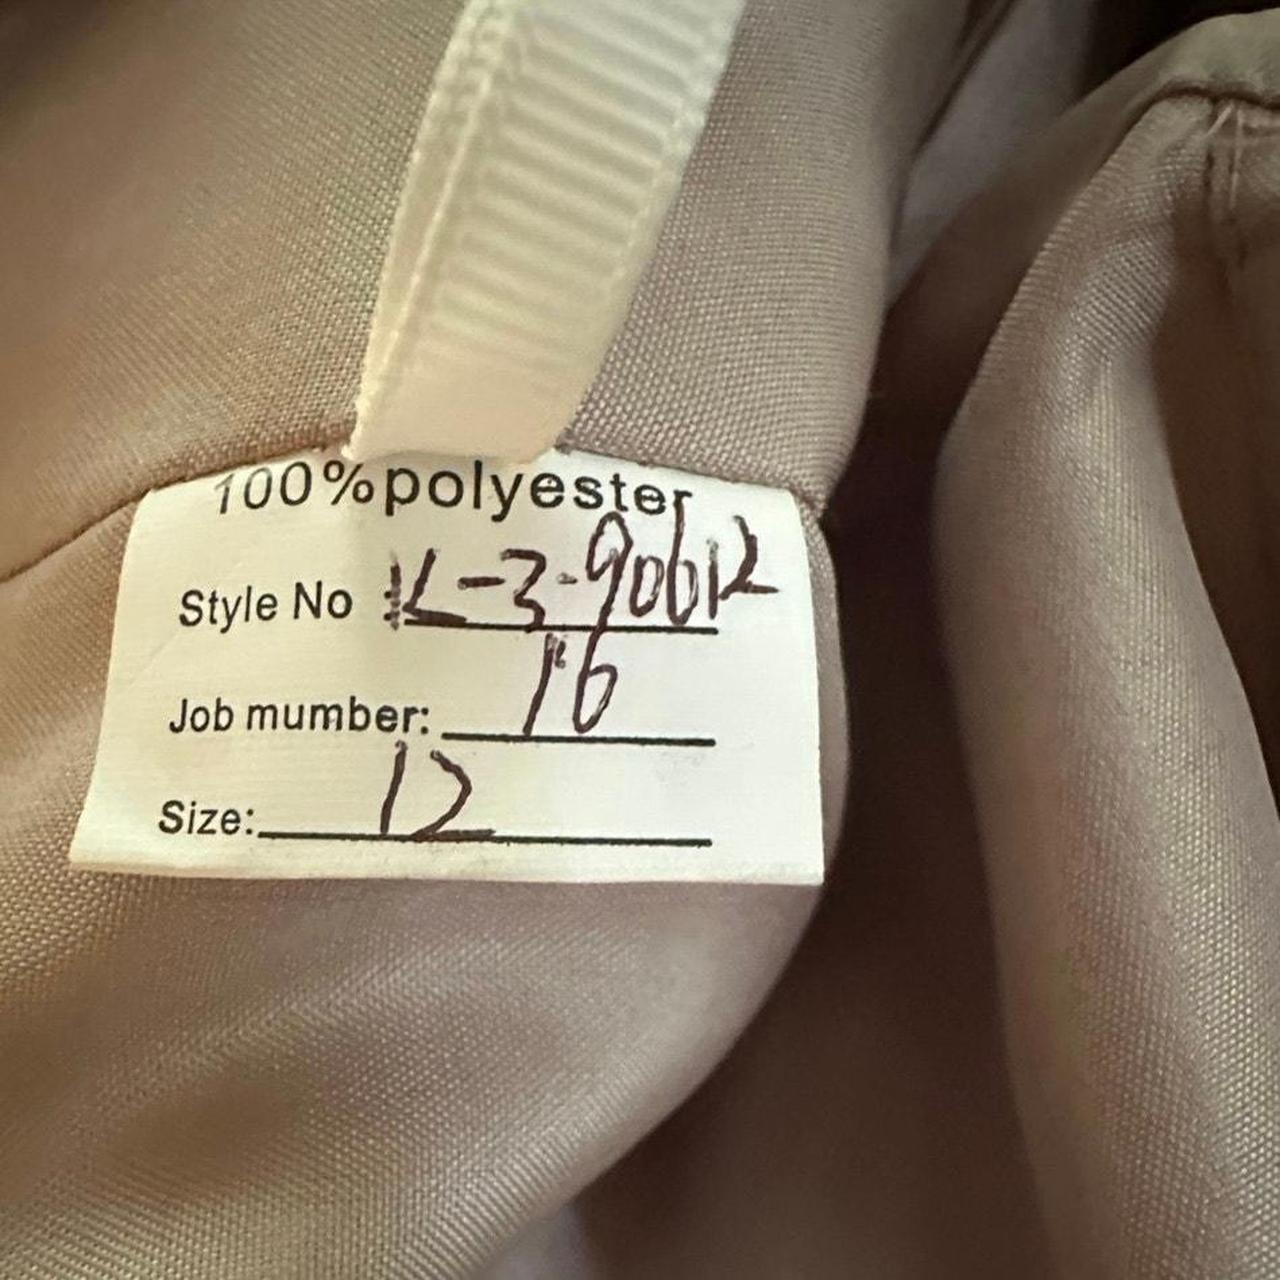 100%polyester
Style No L-3-90612
Job mumber: 16
Size: 12